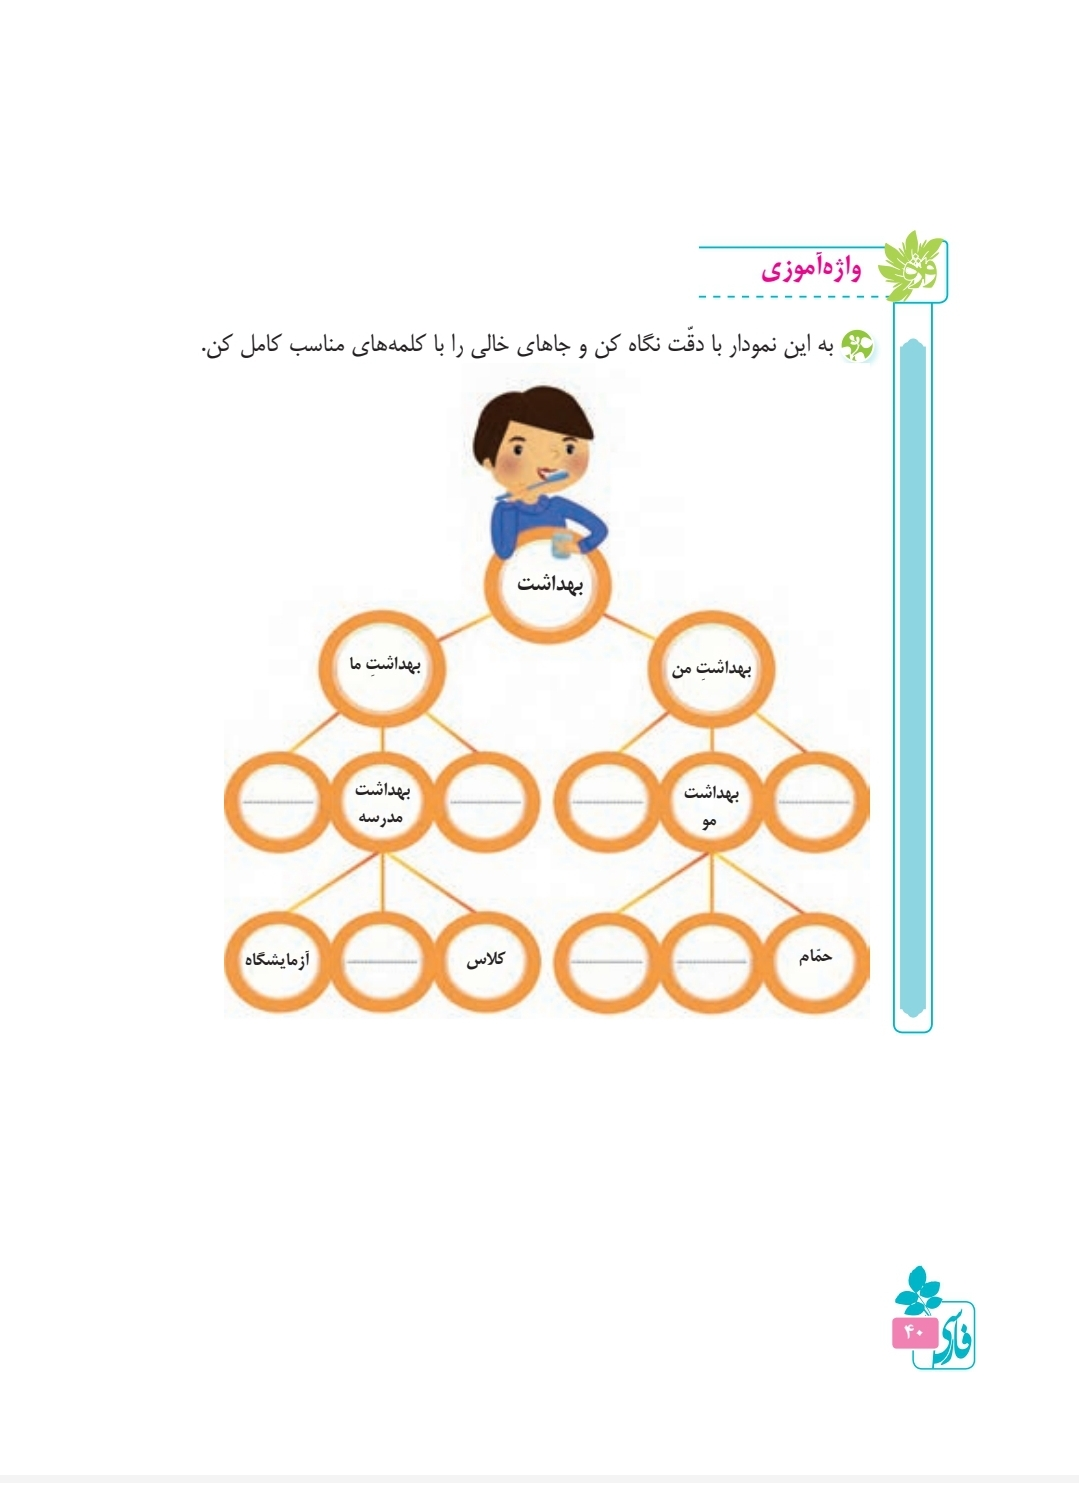 واژه
واژه‌آموزی
به این نمودار با دقّت نگاه کن و جاهای خالی را با کلمه‌های مناسب کامل کن.
بهداشت
بهداشتِ من
بهداشتِ ما
بهداشت
مو
بهداشت
مدرسه
حمّام
کلاس
آزمایشگاه
فارسی
۴۰